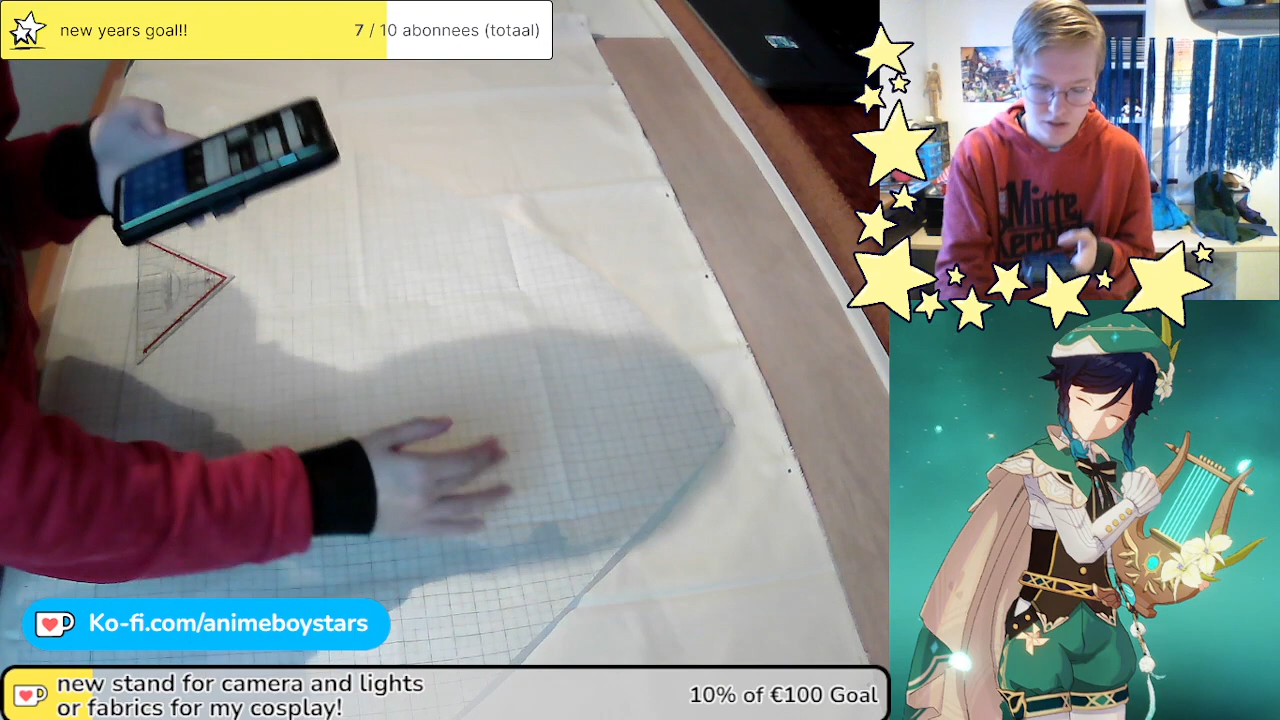 new years goal!!
7 / 10 abonnees (totaal)
Mitte
Ko-fi.com/animeboystars
new stand for camera and lights
or fabrics for my cosplay!
10% of €100 Goal